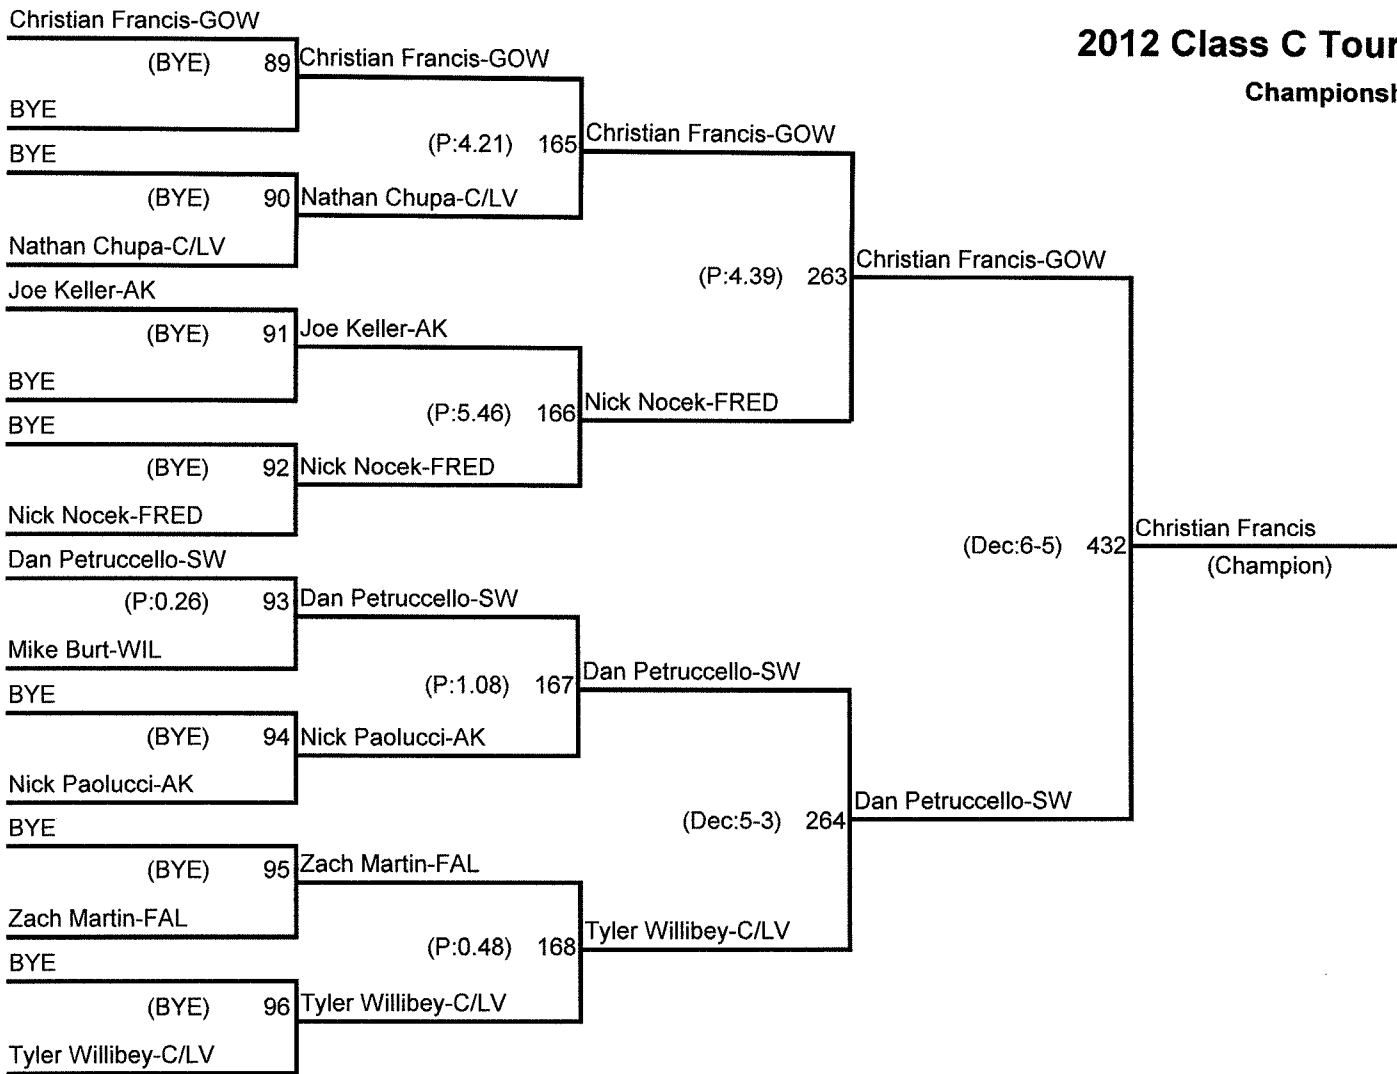 Christian Francis-GOW
2012 Class C Tour
(BYE) 89 Christian Francis-GOW
Championsh
BYE
(P:4.21) 165 Christian Francis-GOW
BYE
(BYE) 90 Nathan Chupa-C/LV
Nathan Chupa-C/LV
(P:4.39) 263 Christian Francis-GOW
Joe Keller-AK
(BYE) 91 Joe Keller-AK
BYE
(P:5.46) 166 Nick Nocek-FRED
BYE
(BYE) 92 Nick Nocek-FRED
Nick Nocek-FRED
(Dec:6-5) 432 Christian Francis
(Champion)
Dan Petruccello-SW
(P:0.26) 93 Dan Petruccello-SW
Mike Burt-WIL
(P:1.08) 167 Dan Petruccello-SW
BYE
(BYE) 94 Nick Paolucci-AK
Nick Paolucci-AK
(Dec:5-3) 264 Dan Petruccello-SW
BYE
(BYE) 95 Zach Martin-FAL
Zach Martin-FAL
(P:0.48) 168 Tyler Willibey-C/LV
BYE
(BYE) 96 Tyler Willibey-C/LV
Tyler Willibey-C/LV